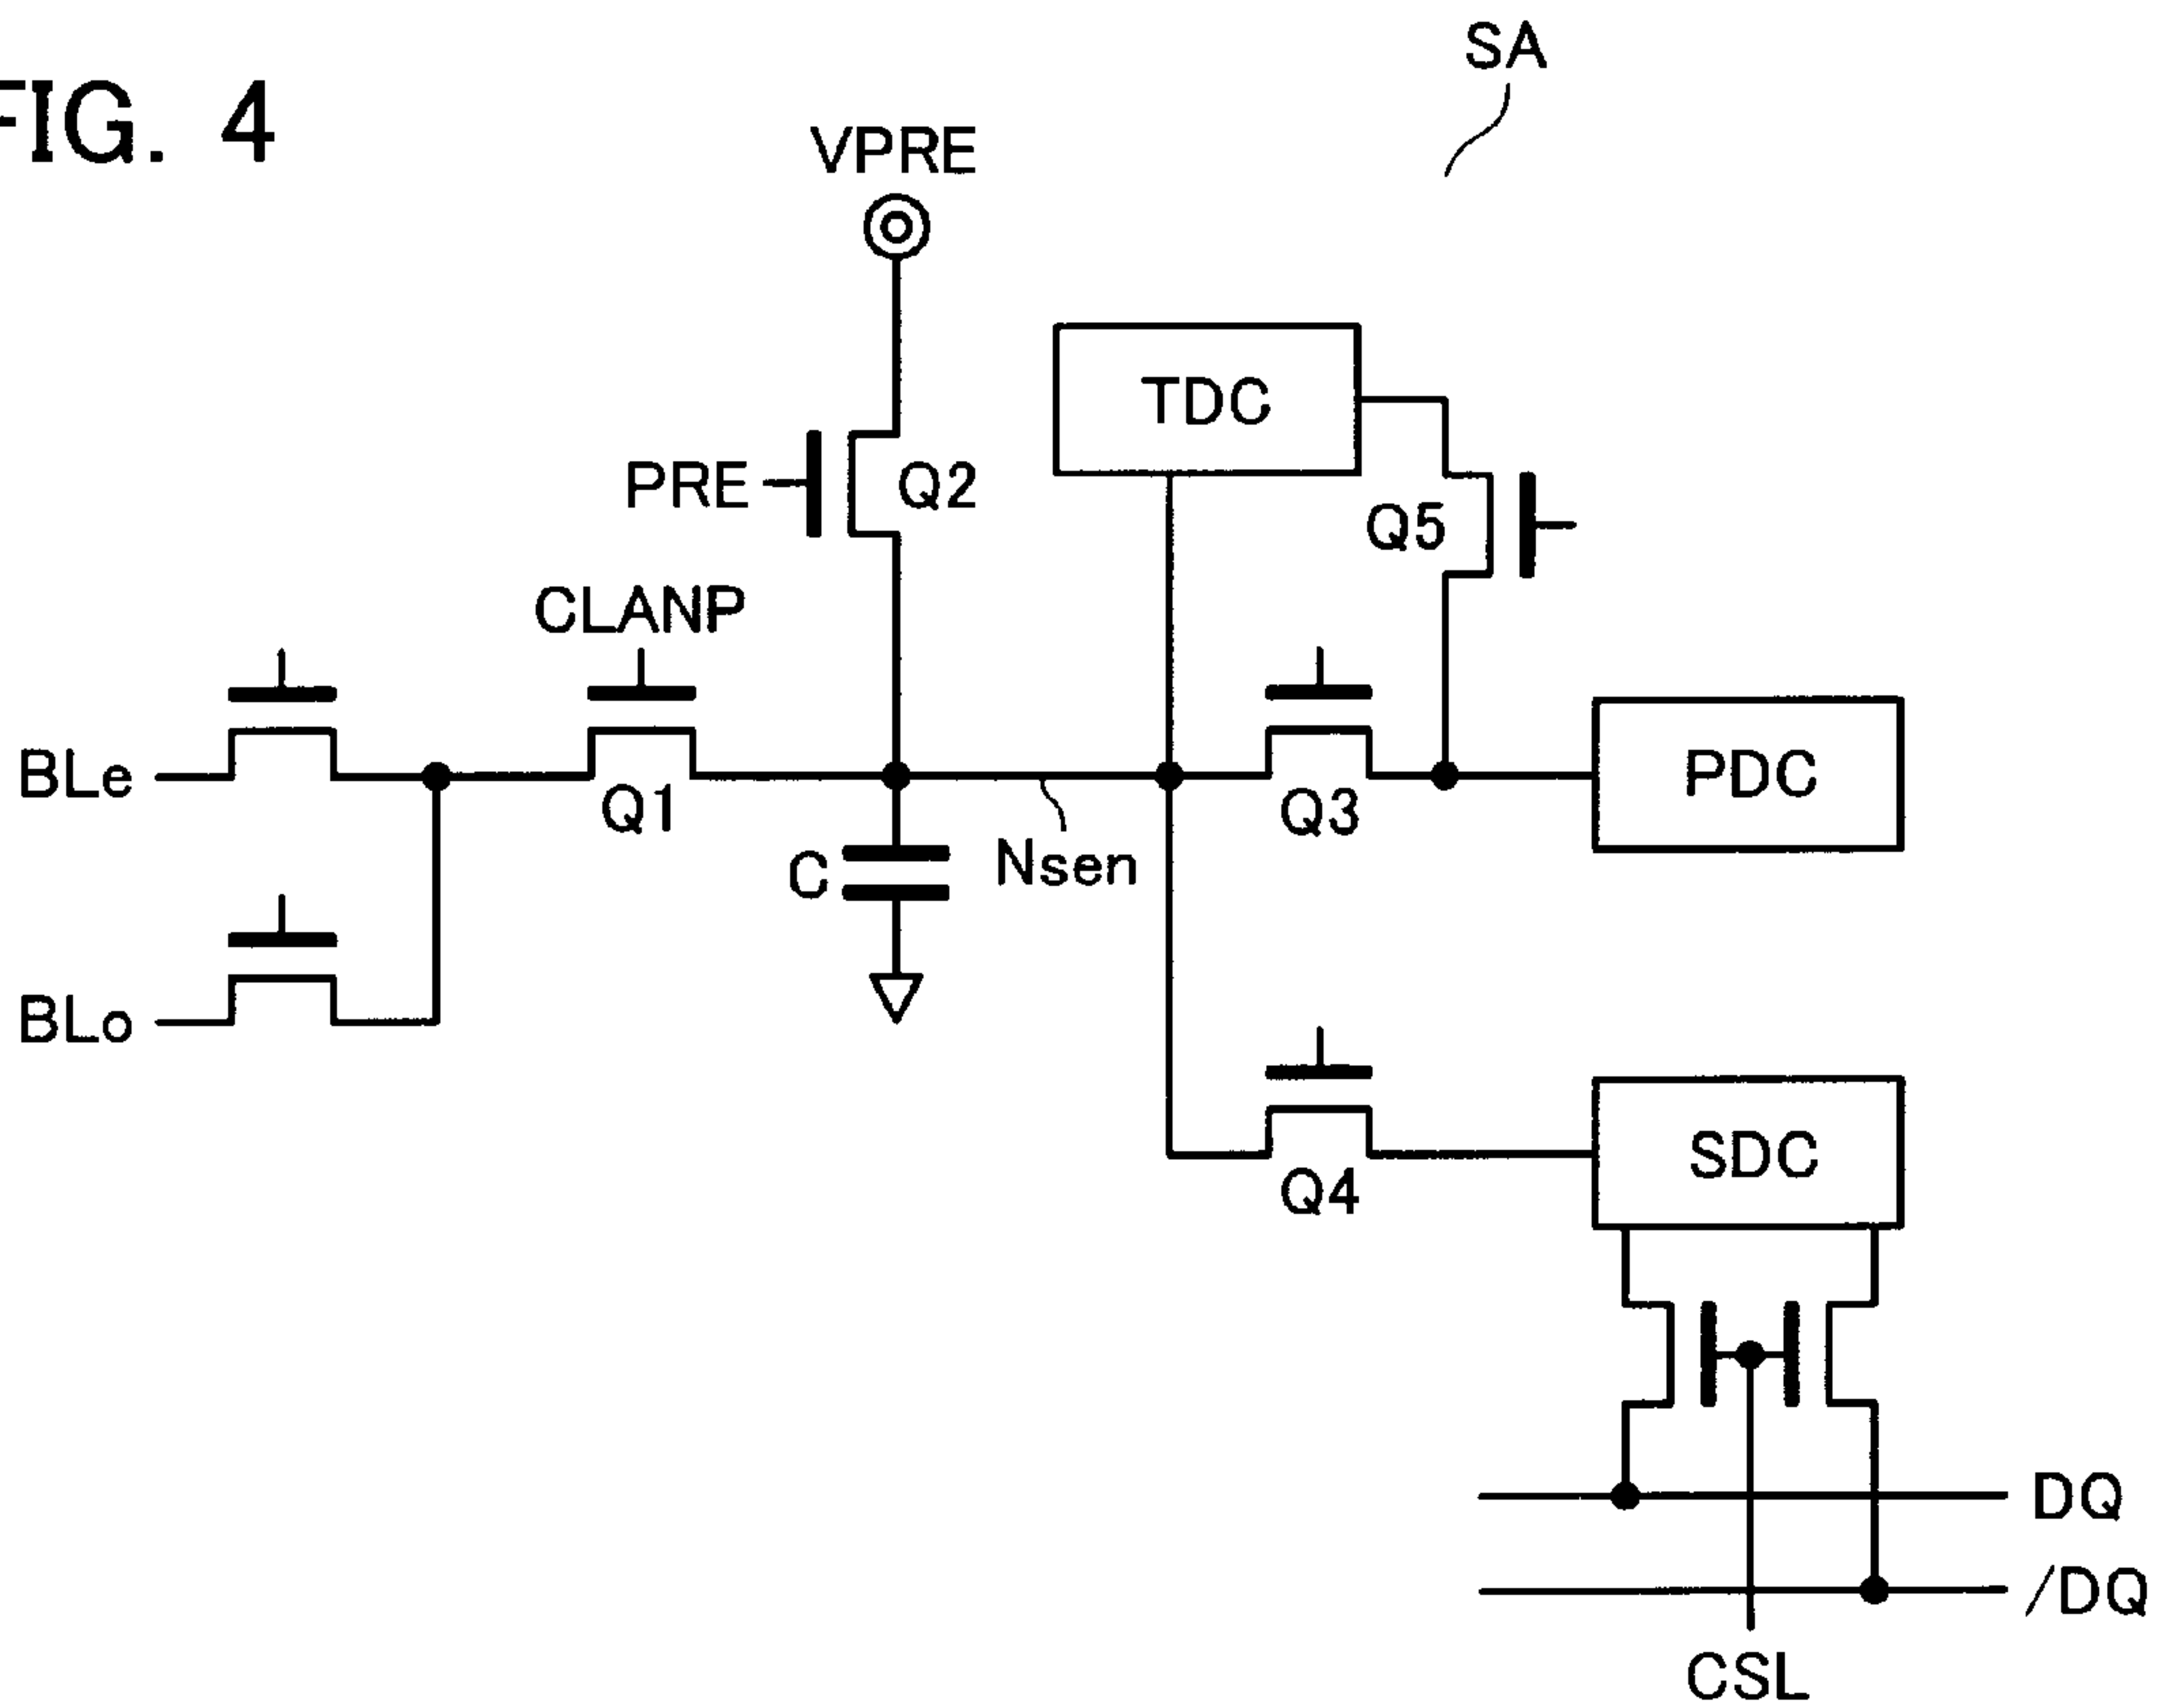 FIG. 4
SA
VPRE
TDC
PRE
Q2
Q5
CLANP
BLe
Q1
C
Nsen
Q3
PDC
BLo
Q4
SDC
DQ
/DQ
CSL